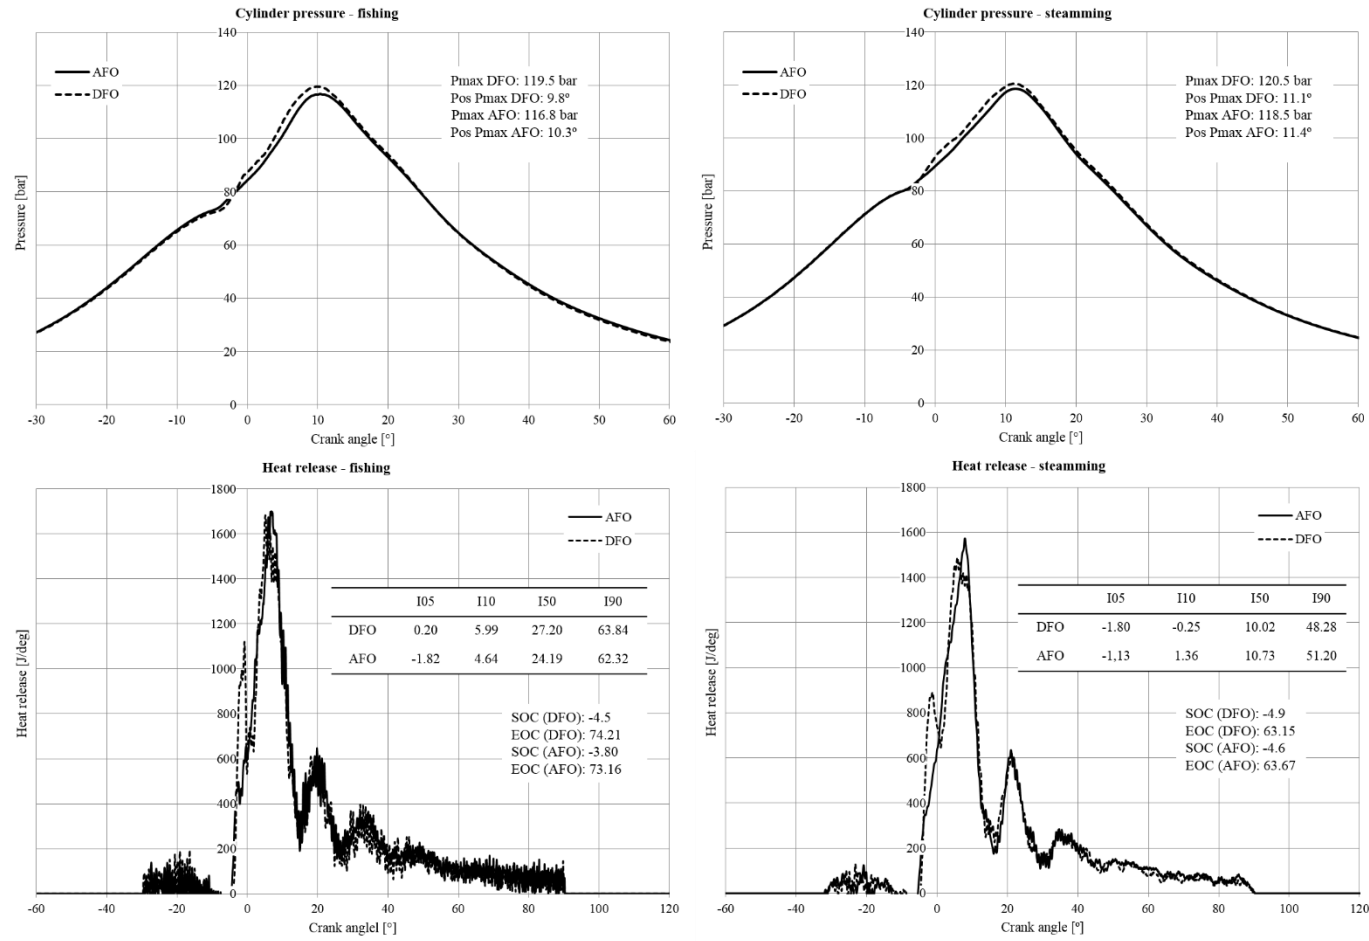 Cylinder pressure - fishing
140
120
100
80
60
40
20
0
AFO
DFO
Pmax DFO: 119.5 bar
Pos Pmax DFO: 9.8º
Pmax AFO: 116.8 bar
Pos Pmax AFO: 10.3º
Pressure [bar]
-30 -20 -10 0 10 20 30 40 50 60
Crank angle [°]
Cylinder pressure - steamming
140
120
100
80
60
40
20
0
AFO
DFO
Pmax DFO: 120.5 bar
Pos Pmax DFO: 11.1º
Pmax AFO: 118.5 bar
Pos Pmax AFO: 11.4º
Pressure [bar]
-30 -20 -10 0 10 20 30 40 50 60
Crank angle [°]
Heat release - fishing
1800
1600
1400
1200
1000
800
600
400
200
0
AFO
DFO
I05 I10 I50 I90
DFO 0.20 5.99 27.20 63.84
AFO -1.82 4.64 24.19 62.32
SOC (DFO): -4.5
EOC (DFO): 74.21
SOC (AFO): -3.80
EOC (AFO): 73.16
Heat release [J/deg]
-60 -40 -20 0 20 40 60 80 100 120
Crank anglel [°]
Heat release - steamming
1800
1600
1400
1200
1000
800
600
400
200
0
AFO
DFO
I05 I10 I50 I90
DFO -1.80 -0.25 10.02 48.28
AFO -1,13 1.36 10.73 51.20
SOC (DFO): -4.9
EOC (DFO): 63.15
SOC (AFO): -4.6
EOC (AFO): 63.67
Heat release [J/deg]
-60 -40 -20 0 20 40 60 80 100 120
Crank angle [º]